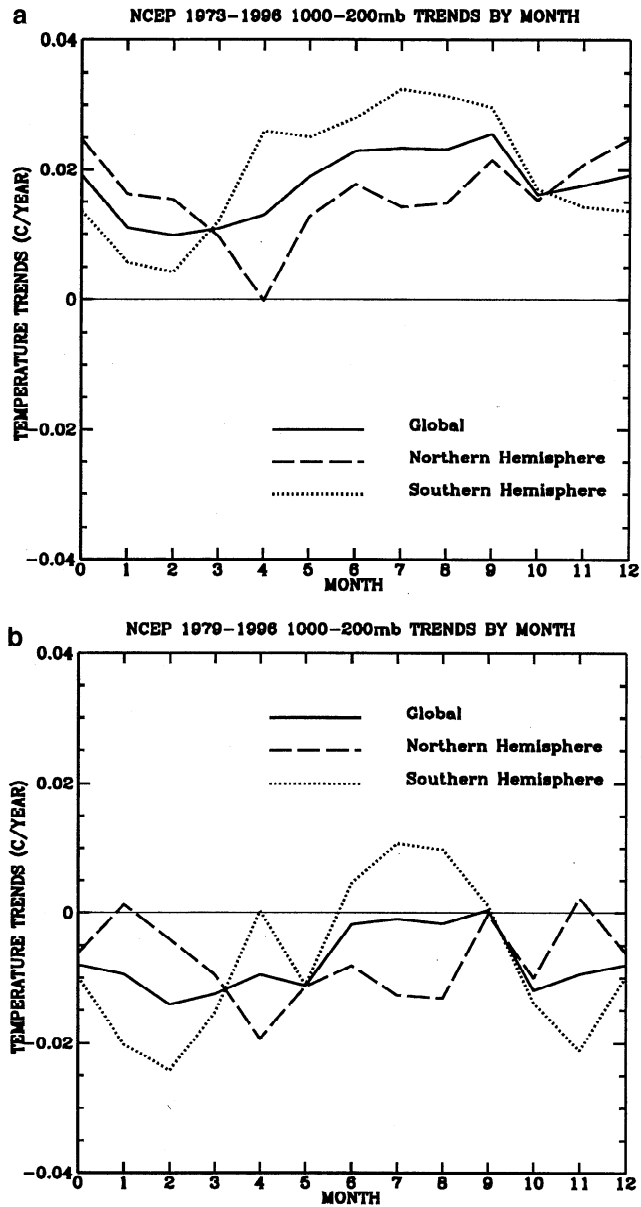 a
NCEP 1973-1996 1000-200mb TRENDS BY MONTH
0.04
0.02
0
-0.02
-0.04
TEMPERATURE TRENDS (C/YEAR)
Global
Northern Hemisphere
Southern Hemisphere
0 1 2 3 4 5 6 7 8 9 10 11 12
MONTH
b
NCEP 1979-1996 1000-200mb TRENDS BY MONTH
0.04
0.02
0
-0.02
-0.04
TEMPERATURE TRENDS (C/YEAR)
Global
Northern Hemisphere
Southern Hemisphere
0 1 2 3 4 5 6 7 8 9 10 11 12
MONTH